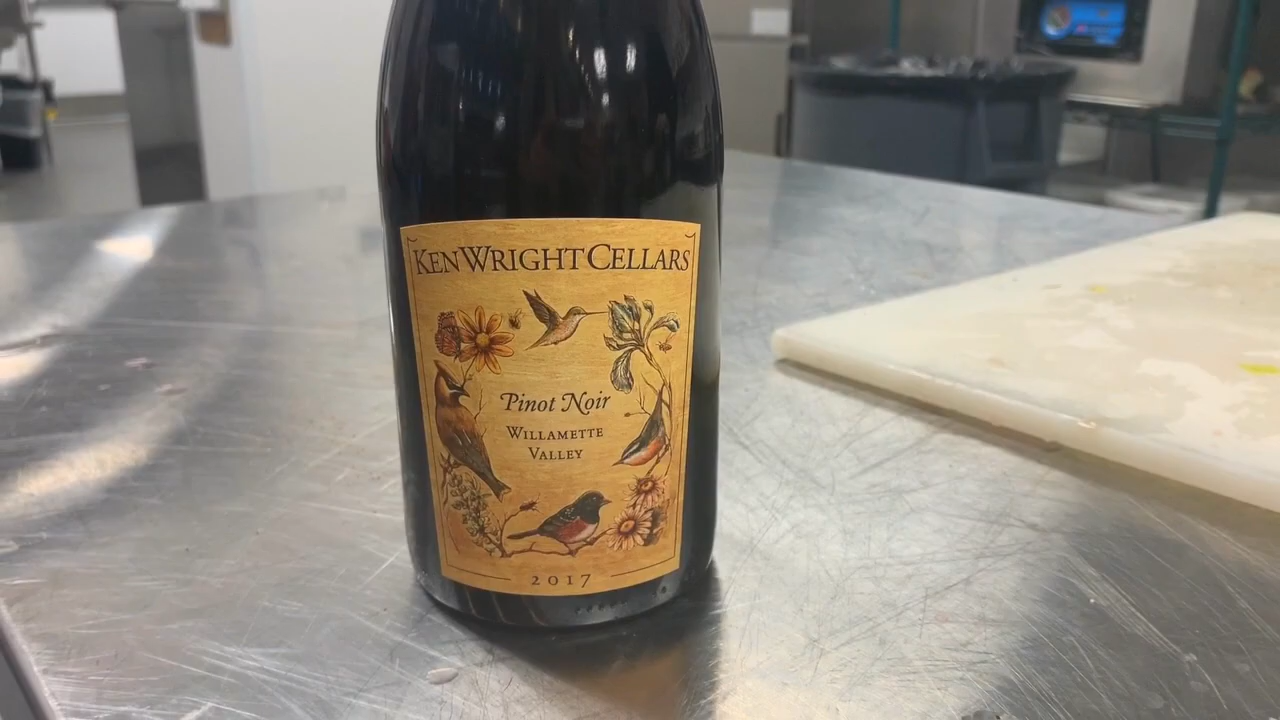 KEN WRIGHT CELLARS
Pinot Noir
WILLAMETTE
VALLEY
2017